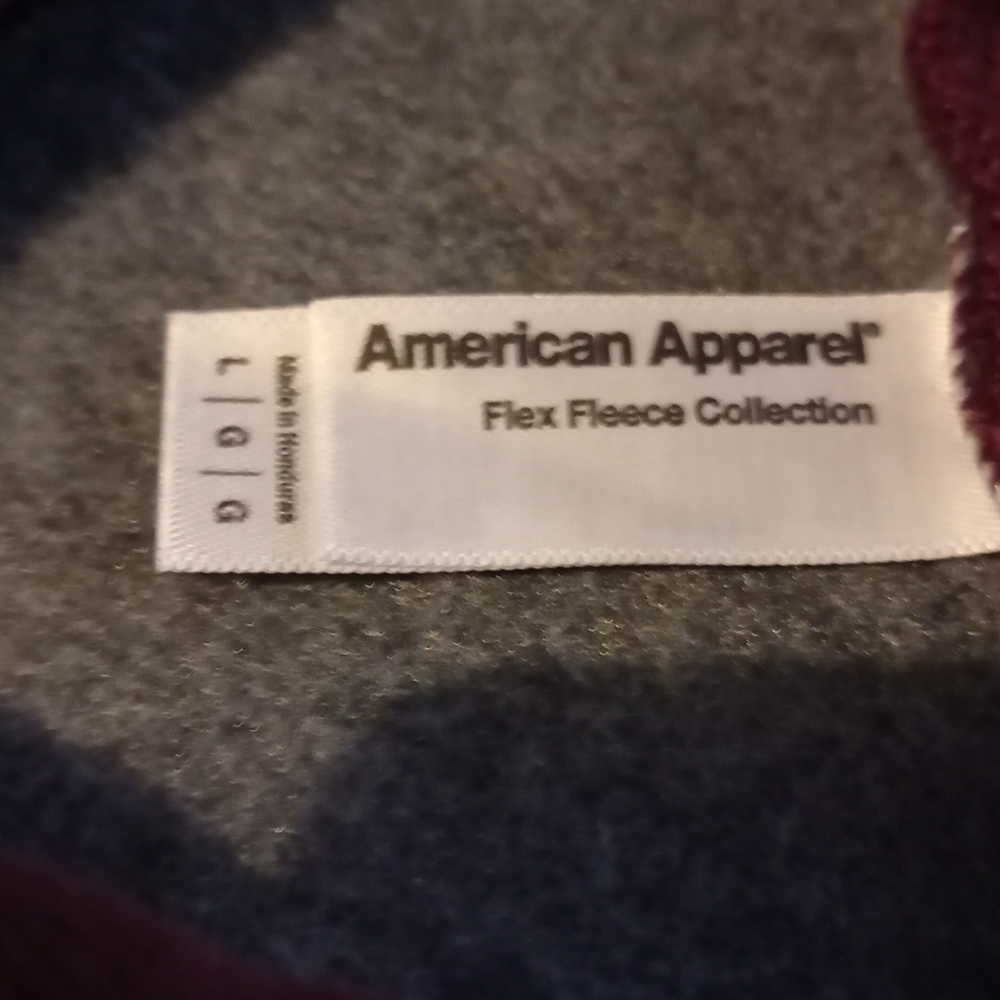 American Apparel®
Flex Fleece Collection
Made in Honduras
L | G | G